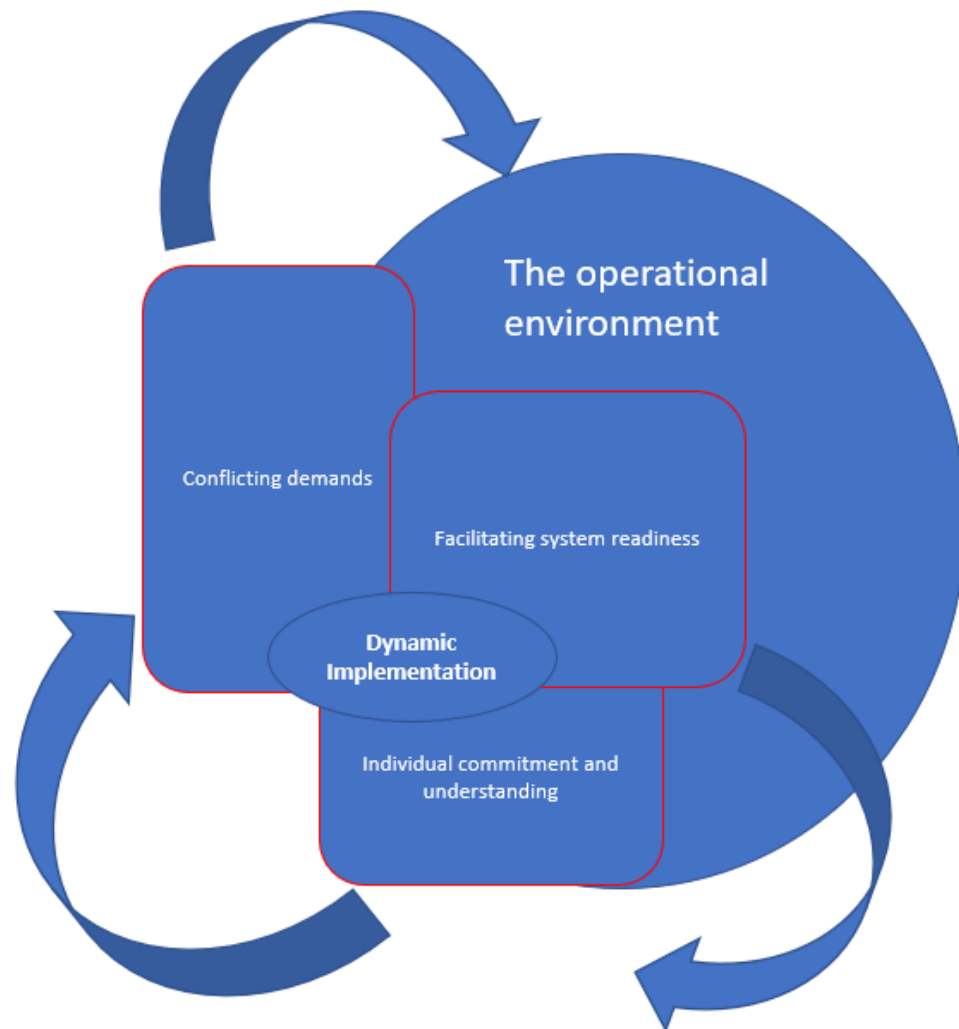 The operational
environment
Conflicting demands
Facilitating system readiness
Dynamic
Implementation
Individual commitment and
understanding